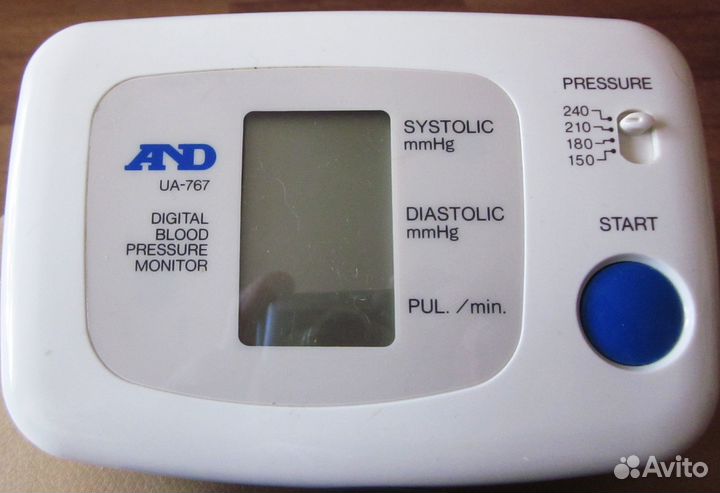 AND
UA-767
DIGITAL
BLOOD
PRESSURE
MONITOR
SYSTOLIC
mmHg
DIASTOLIC
mmHg
PUL. /min.
PRESSURE
240
210
180
150
START
Avito